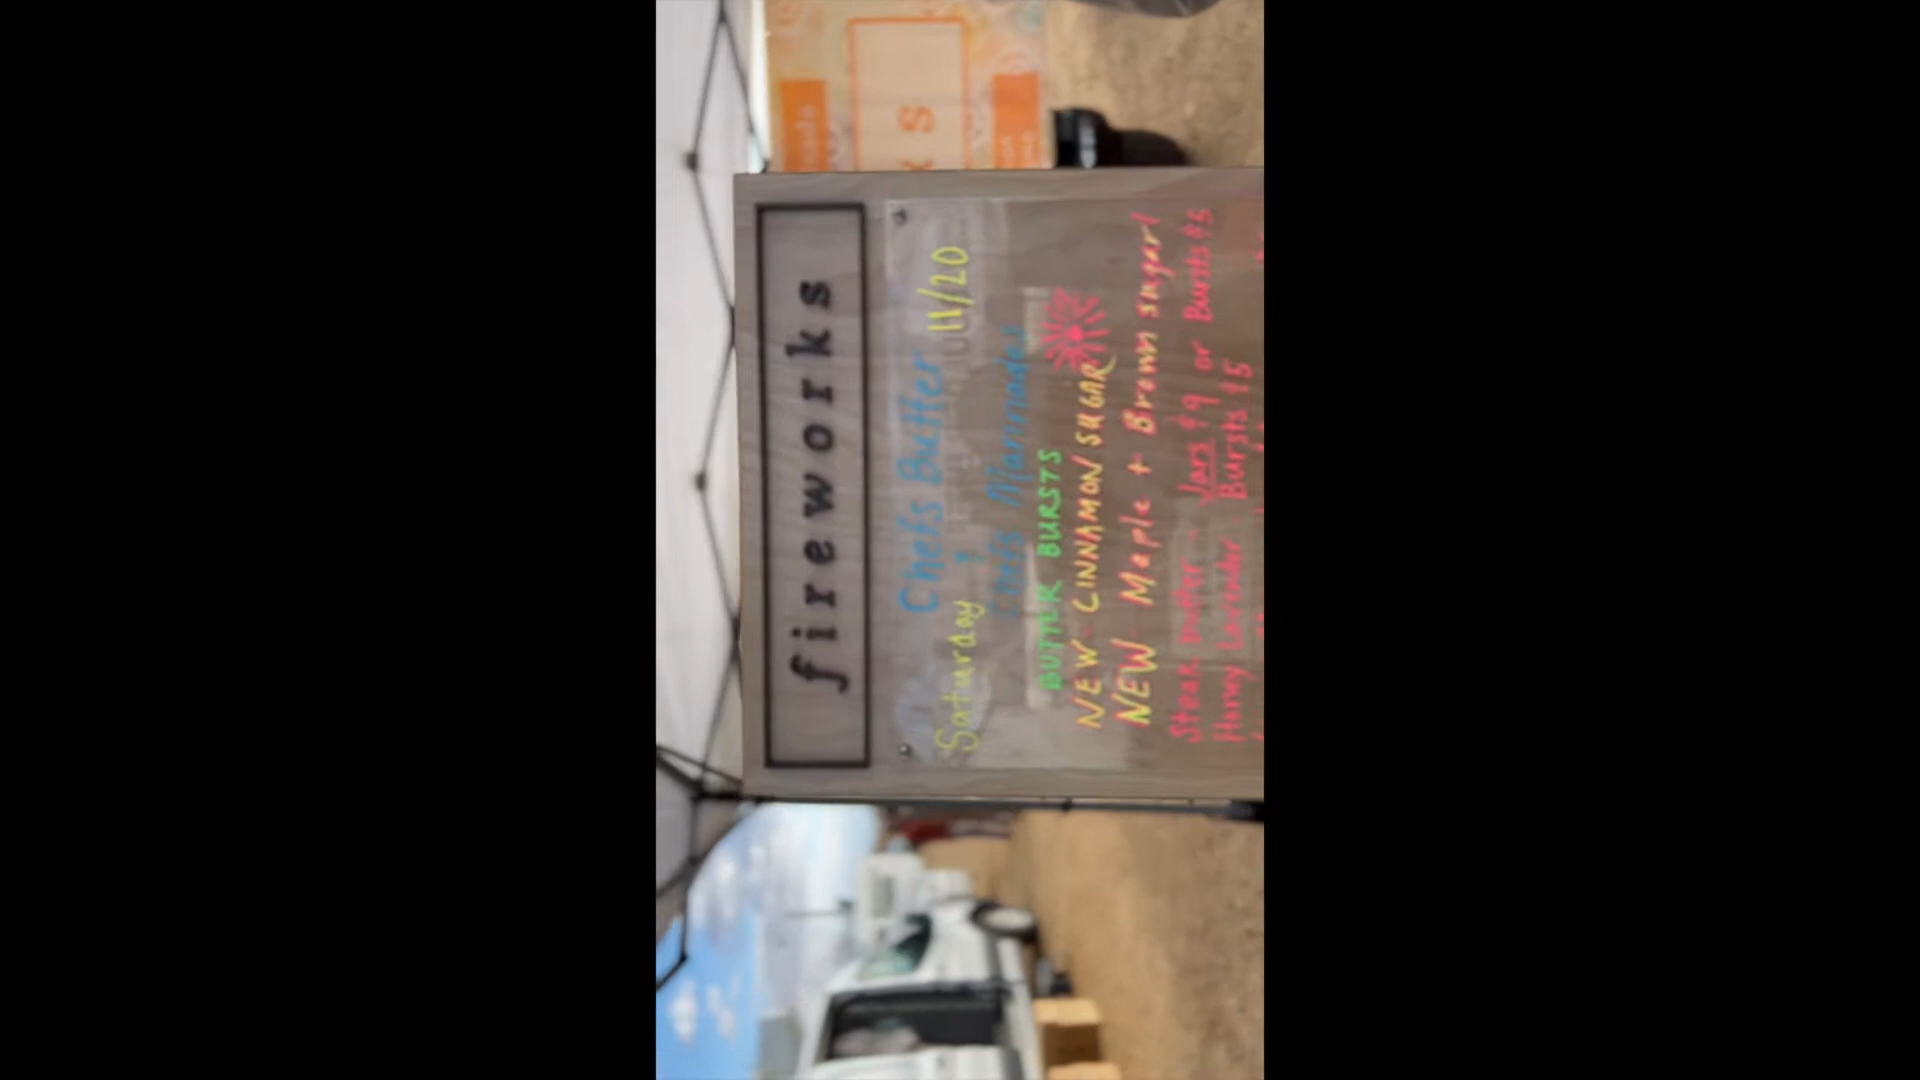 fireworks
Chefs Butter
Saturday 11/20
Chefs Marinades
BUTTER BURSTS
NEW - CINNAMON SUGAR
NEW - Maple + Brown sugar!
Steak Butter - Jars $9 or Bursts $5
Honey Lavender - Bursts $5
ks